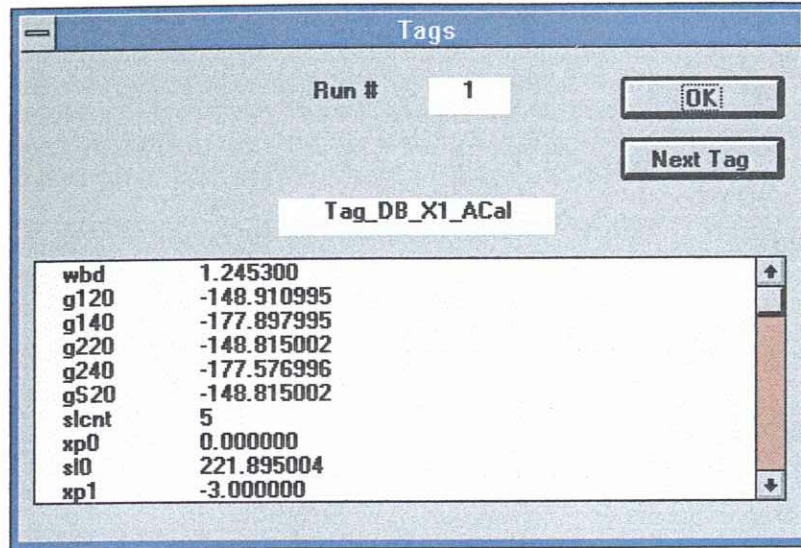 Tags
Run # 1
OK
Next Tag
Tag_DB_X1_ACal
wbd 1.245300
g120 -148.910995
g140 -177.897995
g220 -148.815002
g240 -177.576996
gS20 -148.815002
slcnt 5
xp0 0.000000
sl0 221.895004
xp1 -3.000000